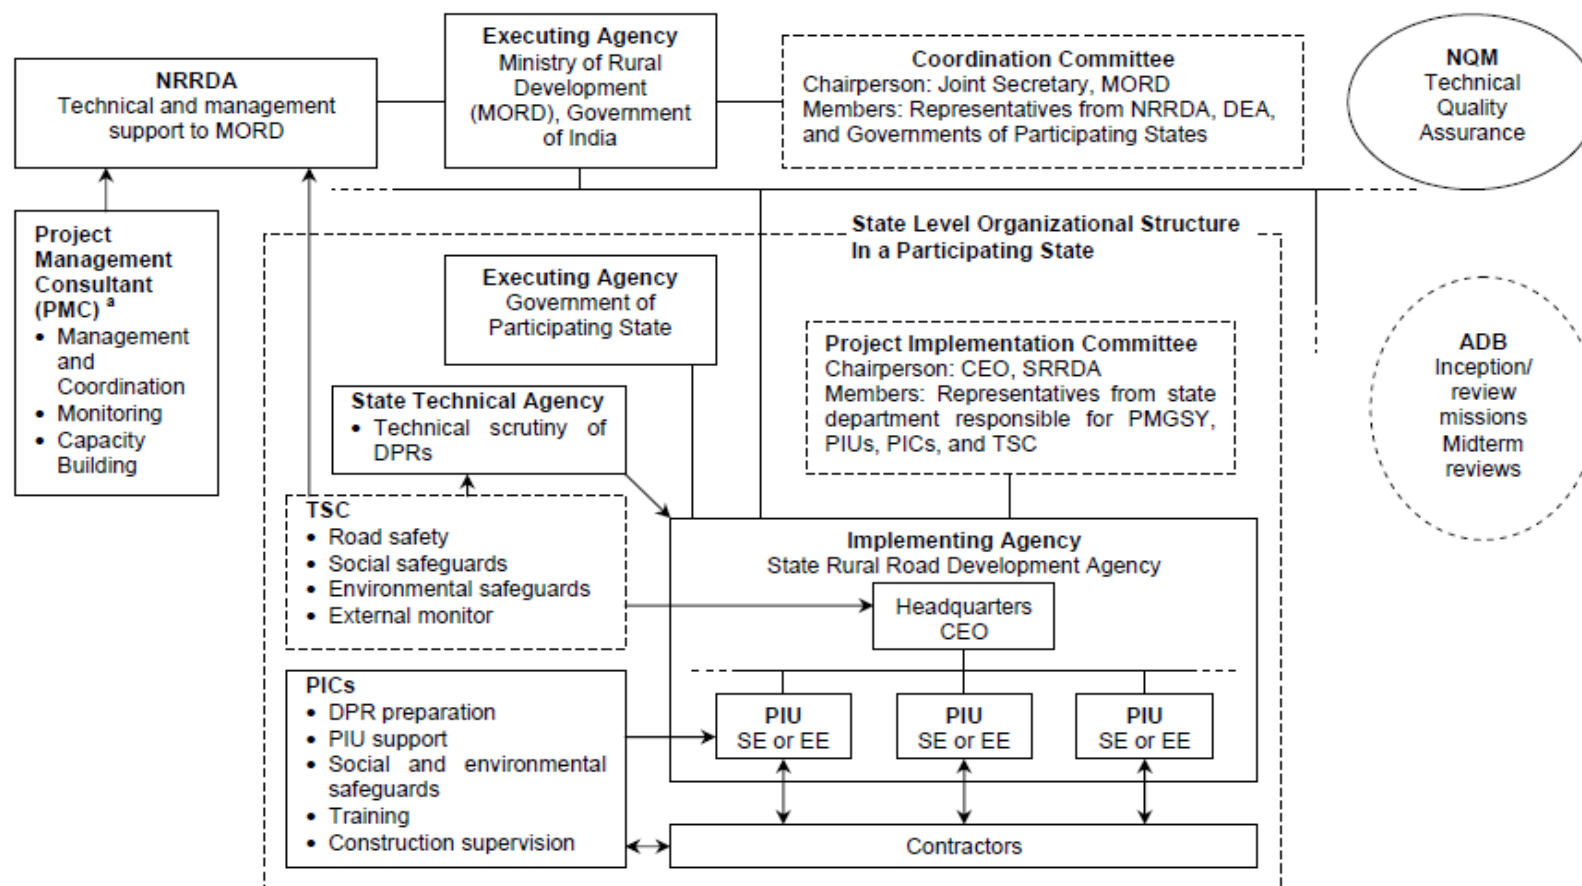 Executing Agency
Ministry of Rural
Development
(MORD), Government
of India
NRRDA
Technical and management
support to MORD
Coordination Committee
Chairperson: Joint Secretary, MORD
Members: Representatives from NRRDA, DEA,
and Governments of Participating States
NQM
Technical
Quality
Assurance
Project
Management
Consultant
(PMC) a
• Management
and
Coordination
• Monitoring
• Capacity
Building
State Level Organizational Structure
In a Participating State
Executing Agency
Government of
Participating State
Project Implementation Committee
Chairperson: CEO, SRRDA
Members: Representatives from state
department responsible for PMGSY,
PIUs, PICs, and TSC
ADB
Inception/
review
missions
Midterm
reviews
State Technical Agency
• Technical scrutiny of
DPRs
TSC
• Road safety
• Social safeguards
• Environmental safeguards
• External monitor
Implementing Agency
State Rural Road Development Agency
Headquarters
CEO
PICs
• DPR preparation
• PIU support
• Social and environmental
safeguards
• Training
• Construction supervision
PIU
SE or EE
PIU
SE or EE
PIU
SE or EE
Contractors